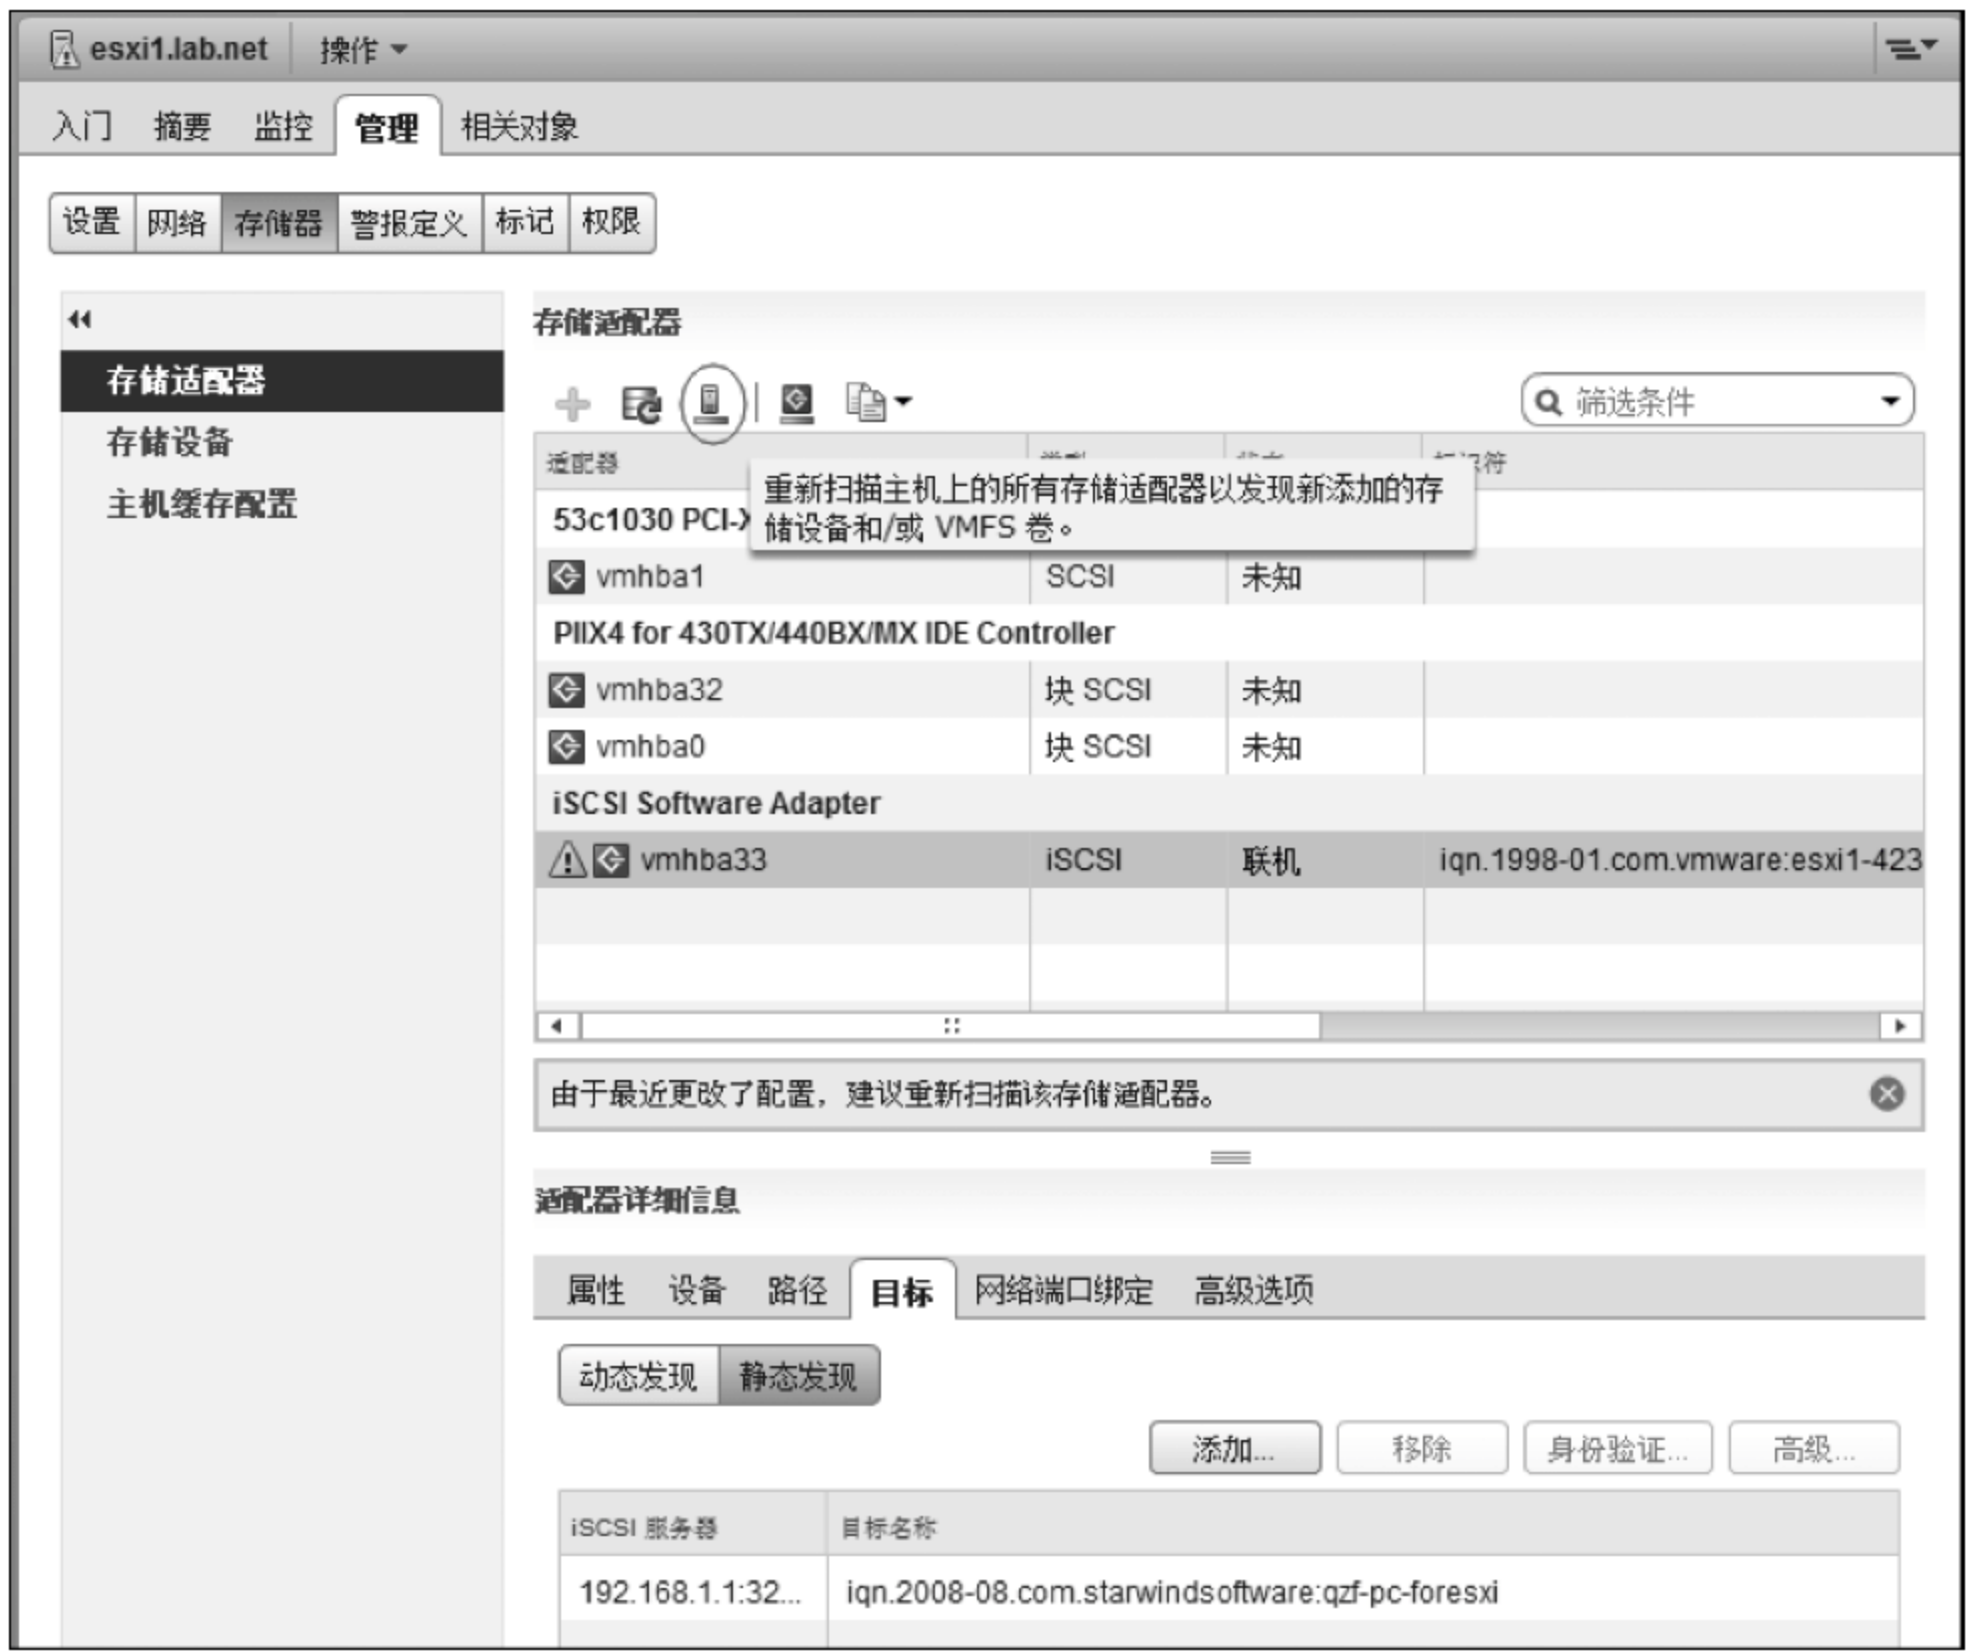 esxi1.lab.net 操作
入门 摘要 监控 管理 相关对象
设置 网络 存储器 警报定义 标记 权限
存储适配器
存储设备
主机缓存配置
存储适配器
筛选条件
适配器
重新扫描主机上的所有存储适配器以发现新添加的存
储设备和/或 VMFS 卷。
53c1030 PCI-X
vmhba1 SCSI 未知
PIIX4 for 430TX/440BX/MX IDE Controller
vmhba32 块 SCSI 未知
vmhba0 块 SCSI 未知
iSCSI Software Adapter
vmhba33 iSCSI 联机 iqn.1998-01.com.vmware:esxi1-423
由于最近更改了配置，建议重新扫描该存储适配器。
适配器详细信息
属性 设备 路径 目标 网络端口绑定 高级选项
动态发现 静态发现
添加... 移除 身份验证... 高级...
iSCSI 服务器 目标名称
192.168.1.1:32... iqn.2008-08.com.starwindsoftware:qzf-pc-foresxi